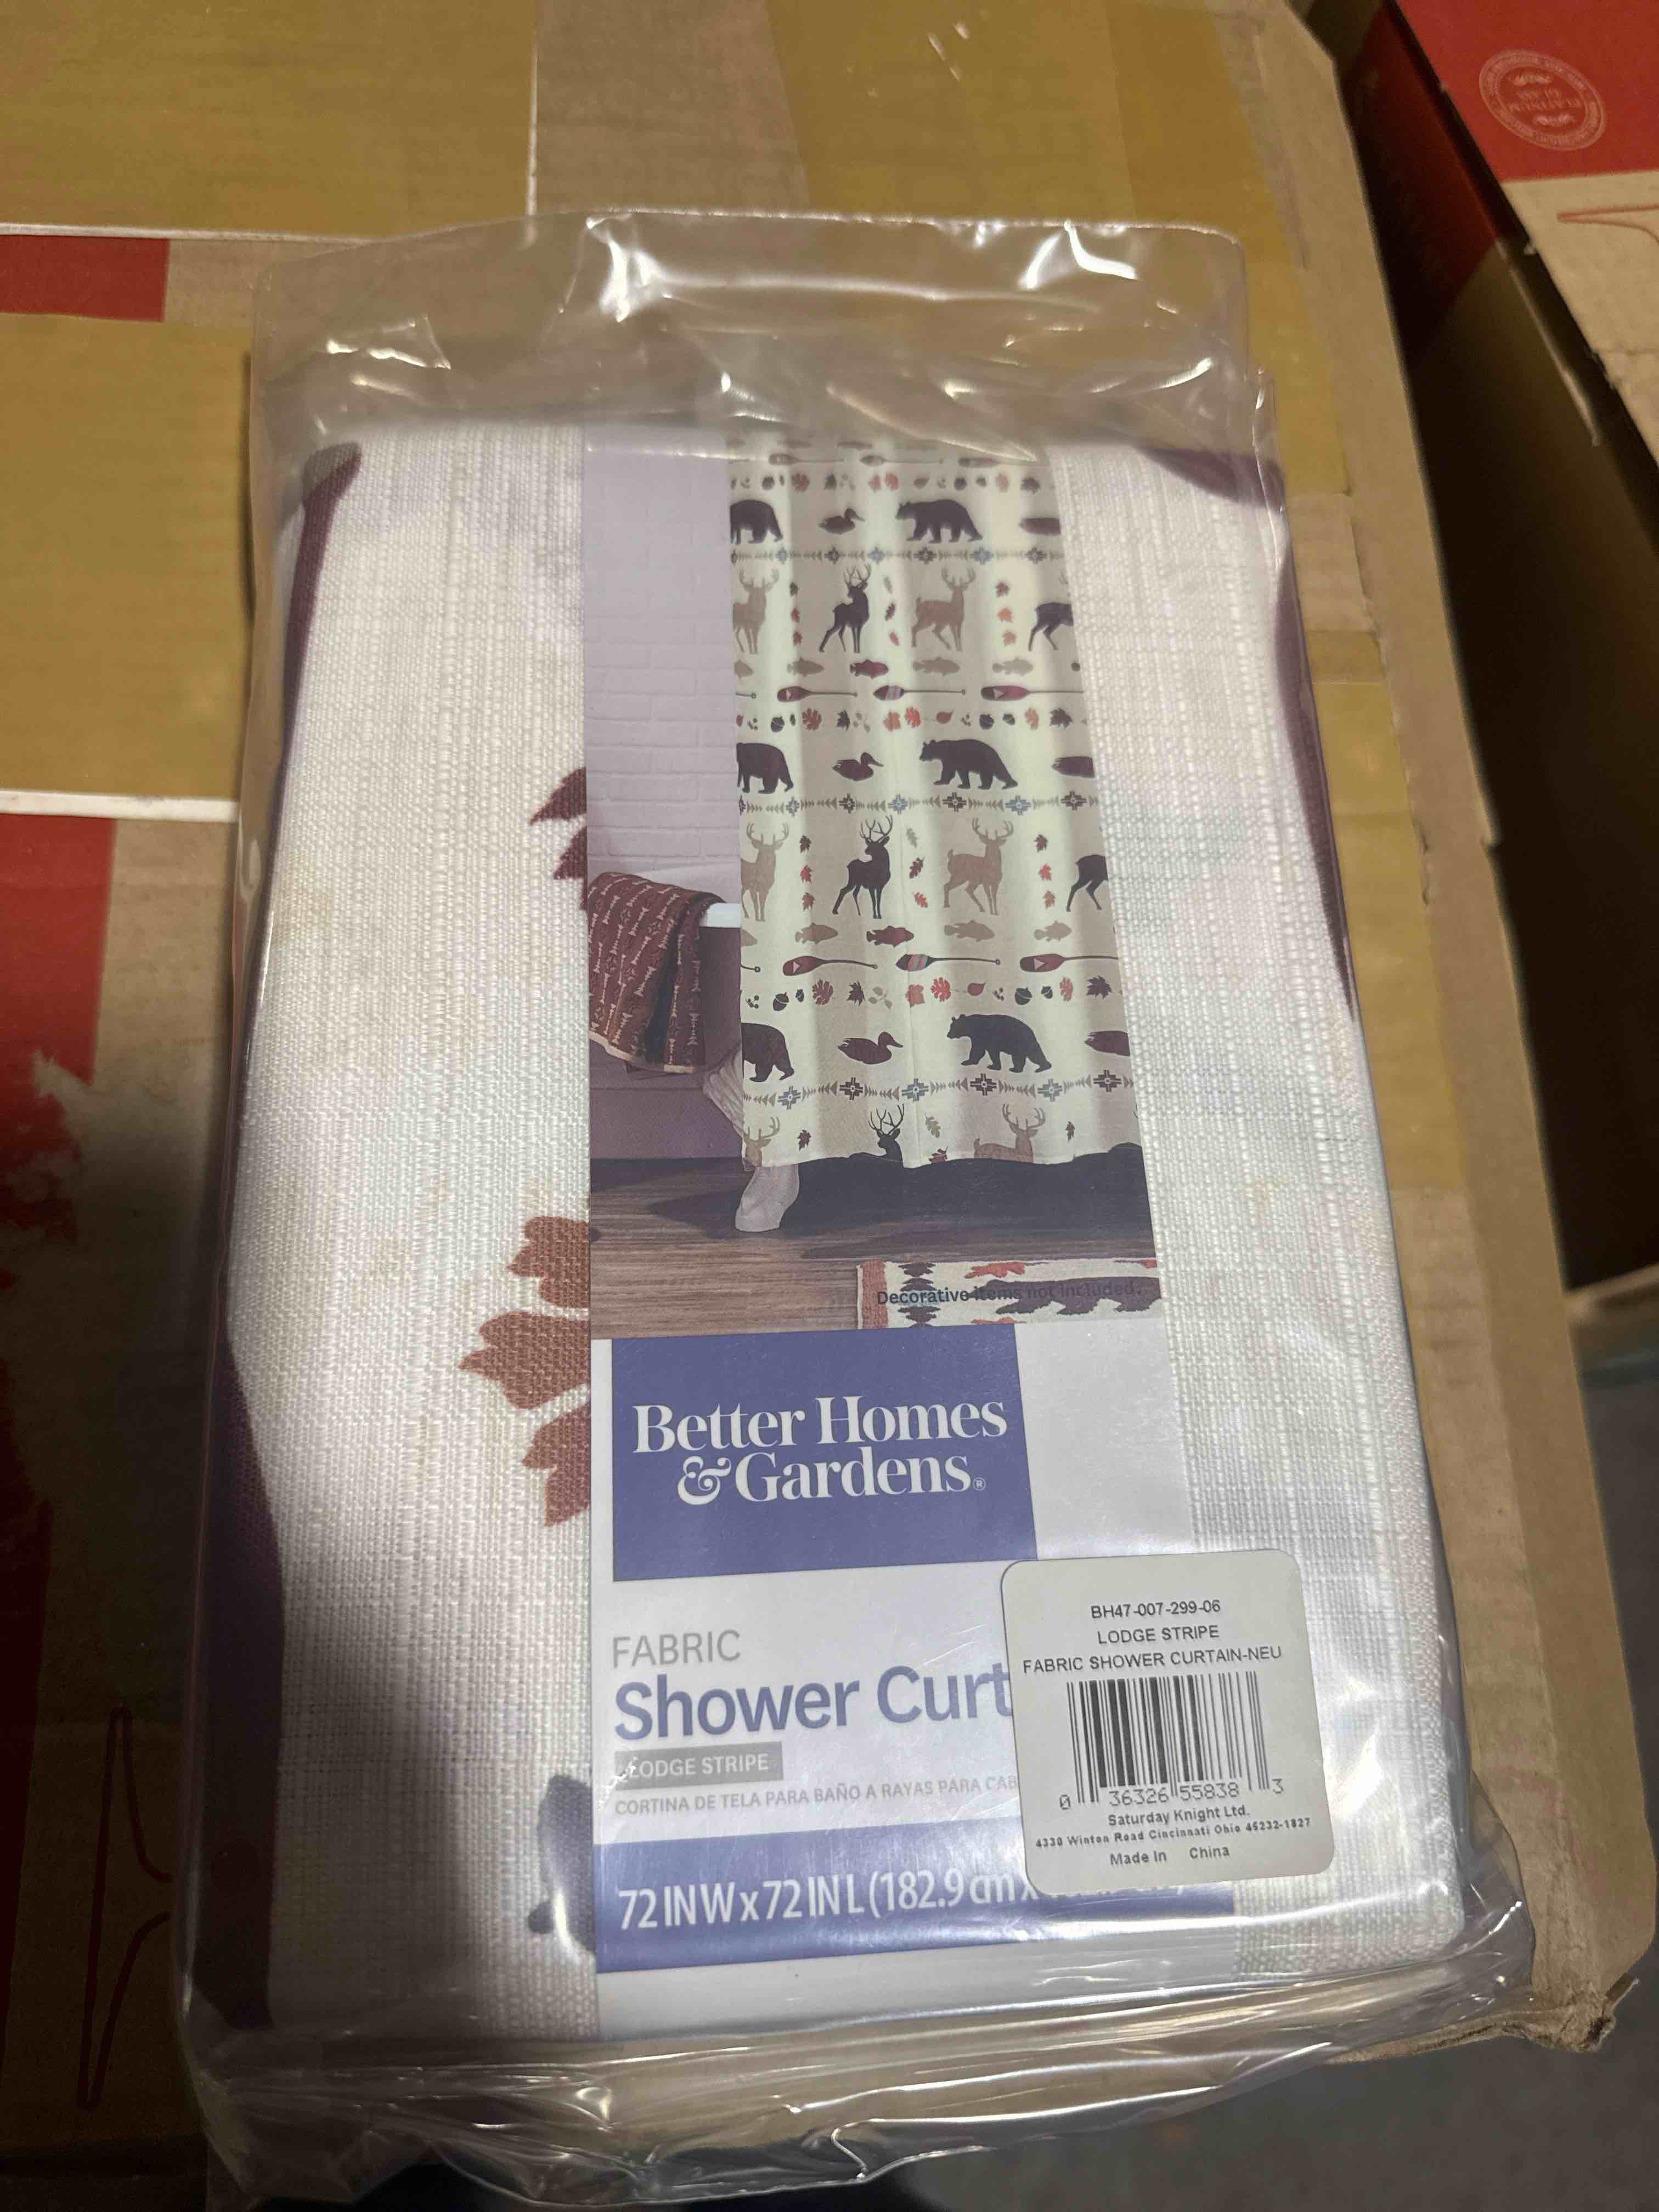 PLATINUM
GLASS
Decorative items not included.
Better Homes
& Gardens®
FABRIC
Shower Curt
LODGE STRIPE
CORTINA DE TELA PARA BAÑO A RAYAS PARA CAB
72 IN W x 72 IN L (182.9 cm x
BH47-007-299-06
LODGE STRIPE
FABRIC SHOWER CURTAIN-NEU
0 36326 55838 3
Saturday Knight Ltd.
4330 Winton Road Cincinnati Ohio 45232-1827
Made In China